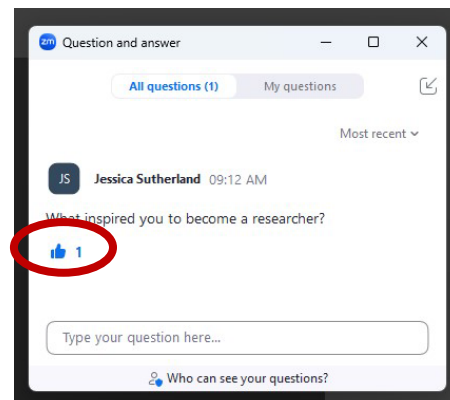 zm Question and answer
All questions (1) My questions
Most recent
JS Jessica Sutherland 09:12 AM
What inspired you to become a researcher?
1
Type your question here...
Who can see your questions?